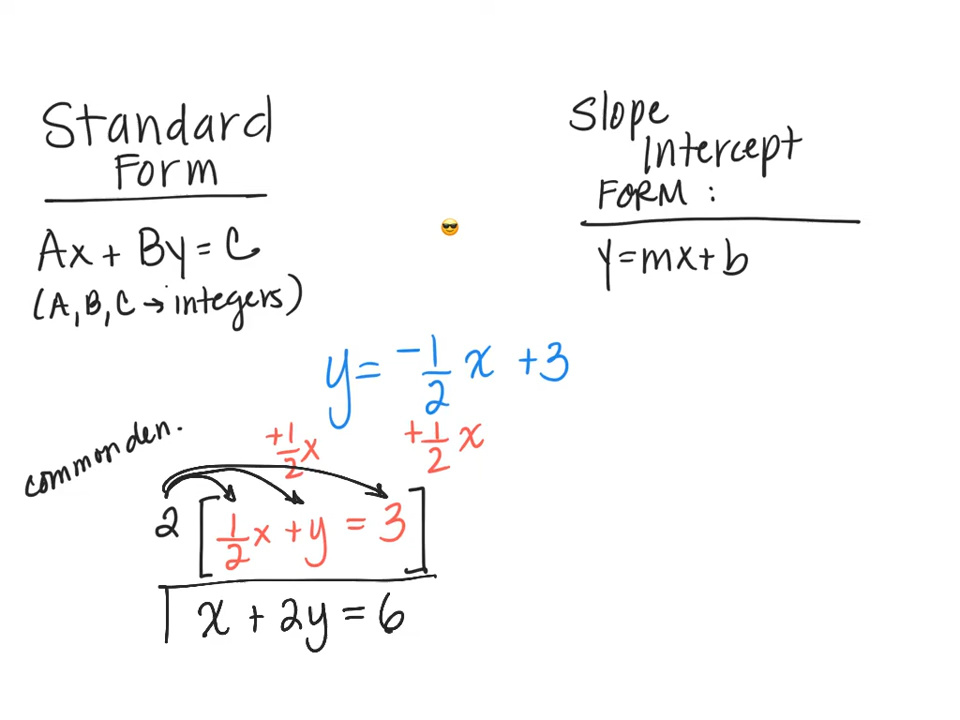 Standard
Form
Ax + By = C
(A, B, C → integers)
Slope
Intercept
FORM :
y = mx + b
y = -1/2 x + 3
+1/2 x +1/2 x
common den.
2 [ 1/2 x + y = 3 ]
x + 2y = 6